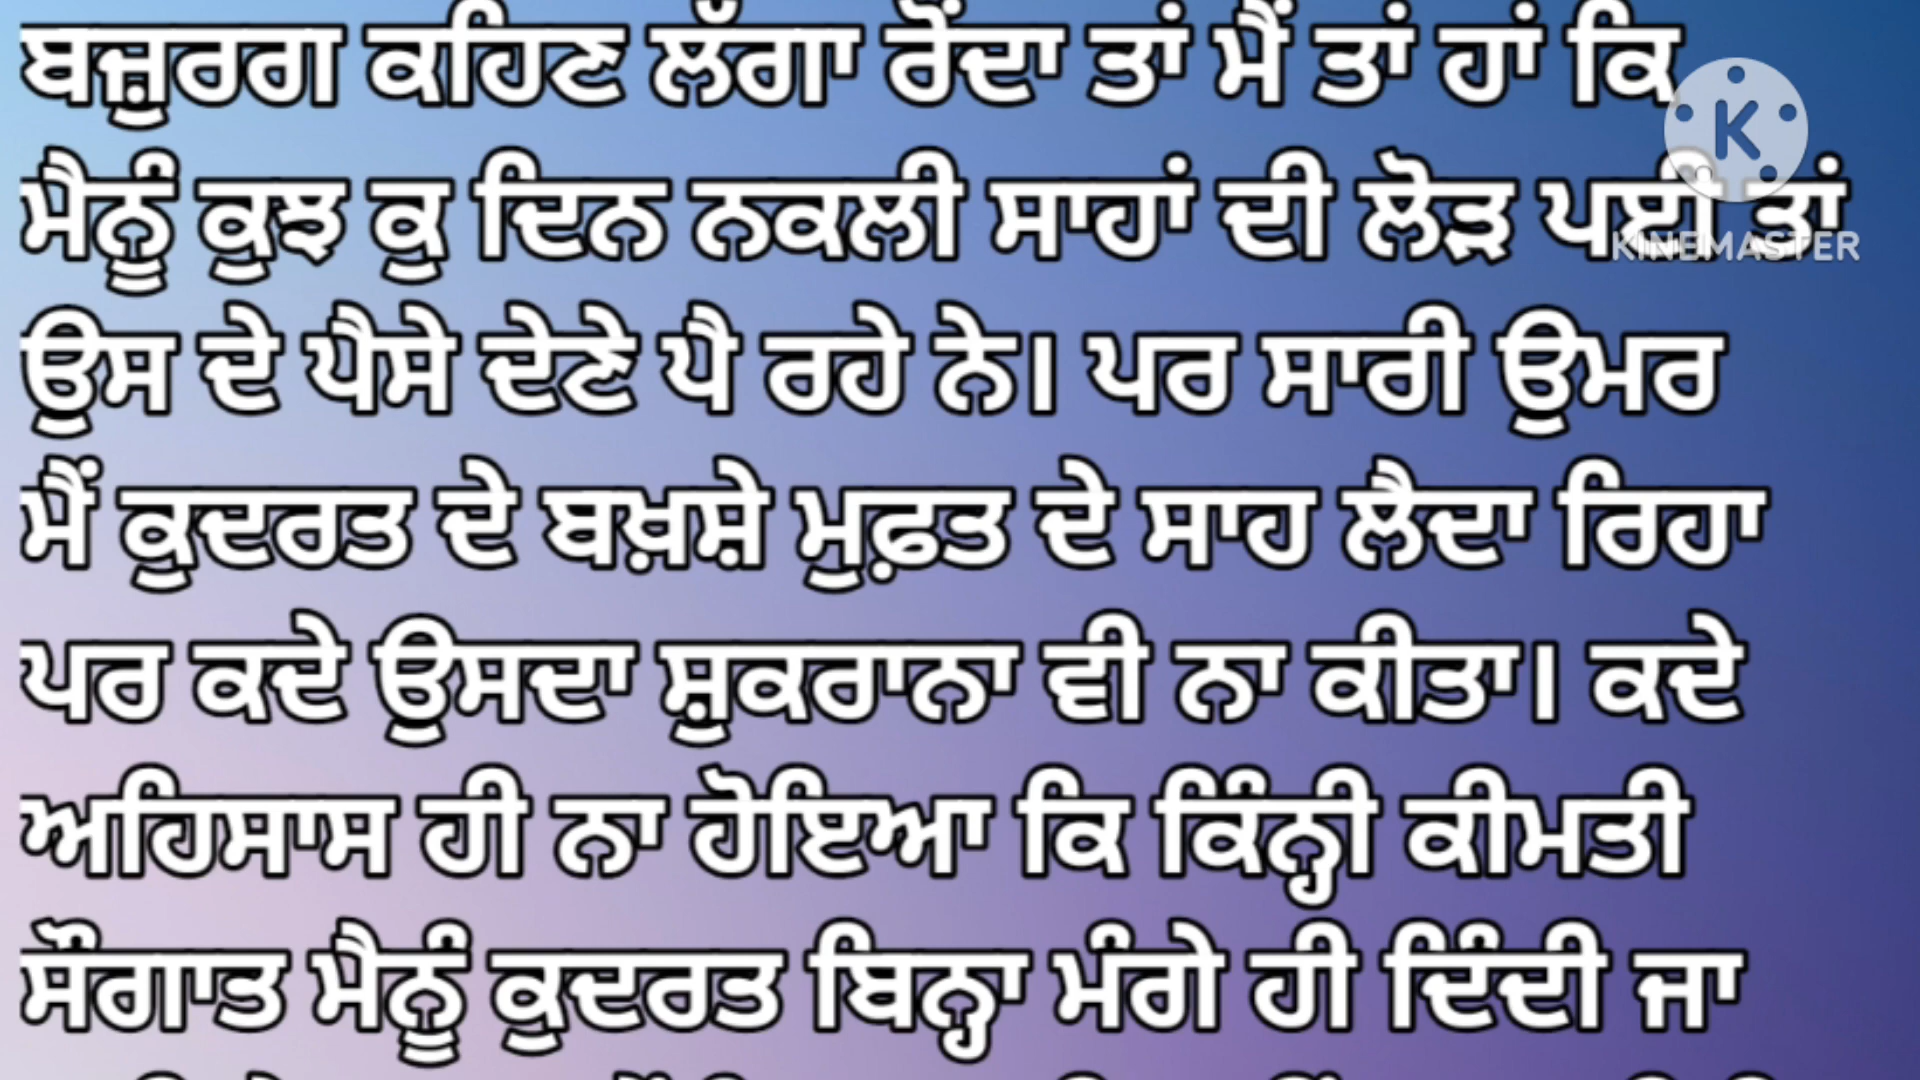 ਬਜ਼ੁਰਗ ਕਹਿਣ ਲੱਗਾ ਰੋਂਦਾ ਤਾਂ ਮੈਂ ਤਾਂ ਹਾਂ ਕਿ
ਮੈਨੂੰ ਕੁਝ ਕੁ ਦਿਨ ਨਕਲੀ ਸਾਹਾਂ ਦੀ ਲੋੜ ਪਈ ਤਾਂ
KINEMASTER
ਉਸ ਦੇ ਪੈਸੇ ਦੇਣੇ ਪੈ ਰਹੇ ਨੇ। ਪਰ ਸਾਰੀ ਉਮਰ
ਮੈਂ ਕੁਦਰਤ ਦੇ ਬਖ਼ਸ਼ੇ ਮੁਫ਼ਤ ਦੇ ਸਾਹ ਲੈਦਾ ਰਿਹਾ
ਪਰ ਕਦੇ ਉਸਦਾ ਸ਼ੁਕਰਾਨਾ ਵੀ ਨਾ ਕੀਤਾ। ਕਦੇ
ਅਹਿਸਾਸ ਹੀ ਨਾ ਹੋਇਆ ਕਿ ਕਿੰਨ੍ਹੀ ਕੀਮਤੀ
ਸੌਗਾਤ ਮੈਨੂੰ ਕੁਦਰਤ ਬਿਨ੍ਹਾ ਮੰਗੇ ਹੀ ਦਿੰਦੀ ਜਾ